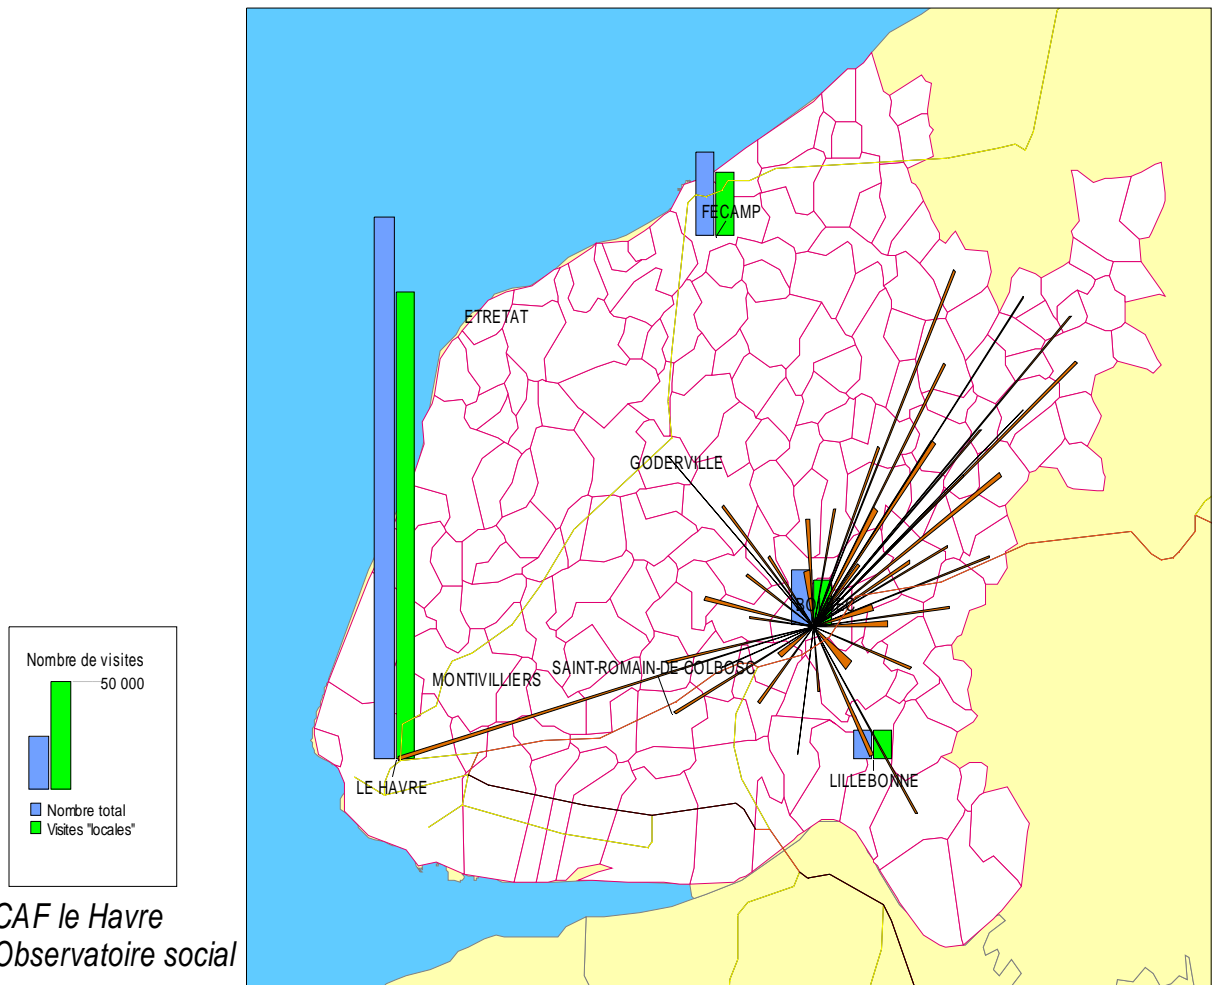 FECAMP
ETRETAT
GODERVILLE
SAINT-ROMAIN-DE-COLBOSC
MONTIVILLIERS
LE HAVRE
LILLEBONNE
Nombre de visites
50 000
Nombre total
Visites "locales"
CAF le Havre
Observatoire social